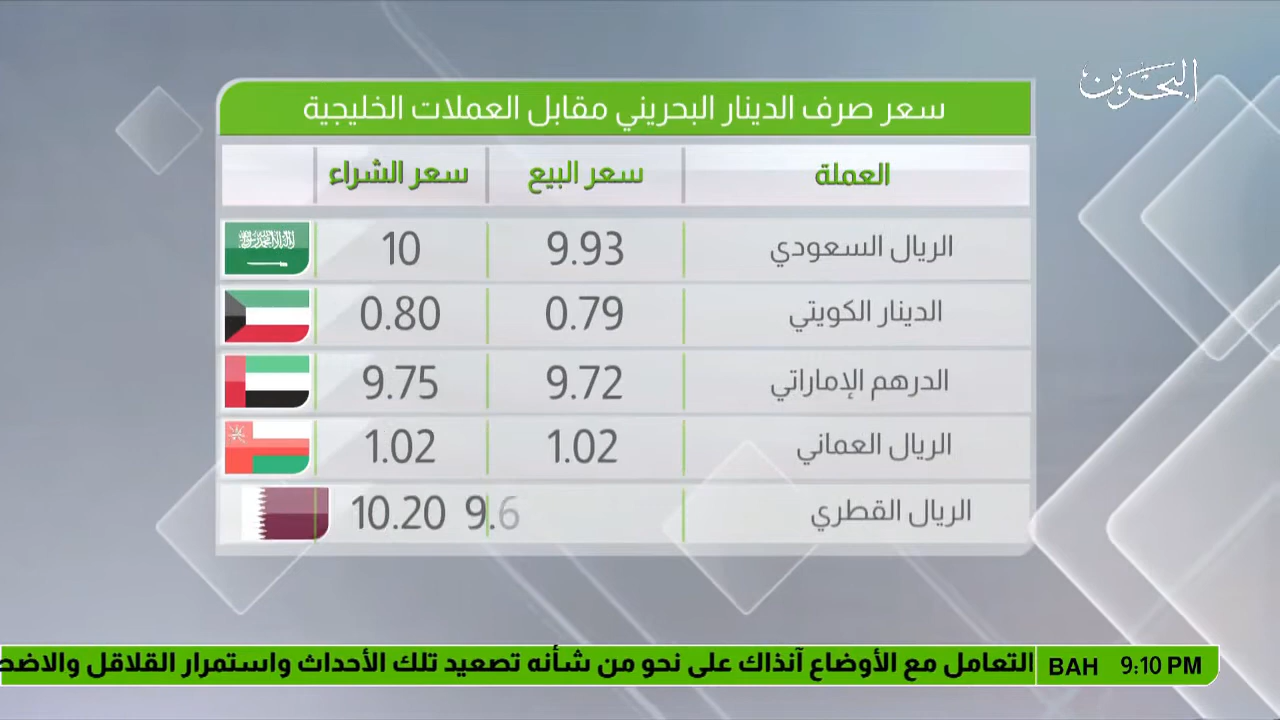 البحرين
سعر صرف الدينار البحريني مقابل العملات الخليجية
العملة سعر البيع سعر الشراء
الريال السعودي 9.93 10
الدينار الكويتي 0.79 0.80
الدرهم الإماراتي 9.72 9.75
الريال العماني 1.02 1.02
الريال القطري 9.6 10.20
التعامل مع الأوضاع آنذاك على نحو من شأنه تصعيد تلك الأحداث واستمرار القلاقل
BAH 9:10 PM